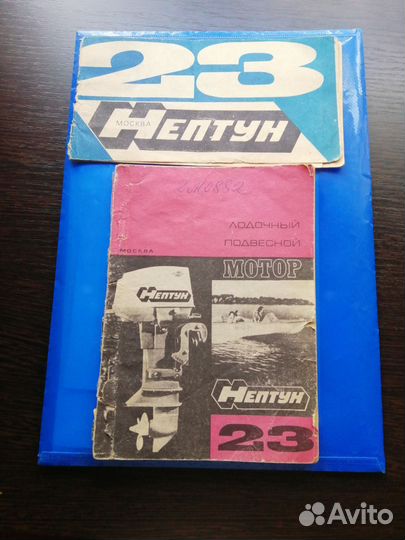 23
МОСКВА
НЕПТУН
ЛОДОЧНЫЙ
ПОДВЕСНОЙ
МОСКВА
МОТОР
НЕПТУН
НЕПТУН
23
Avito